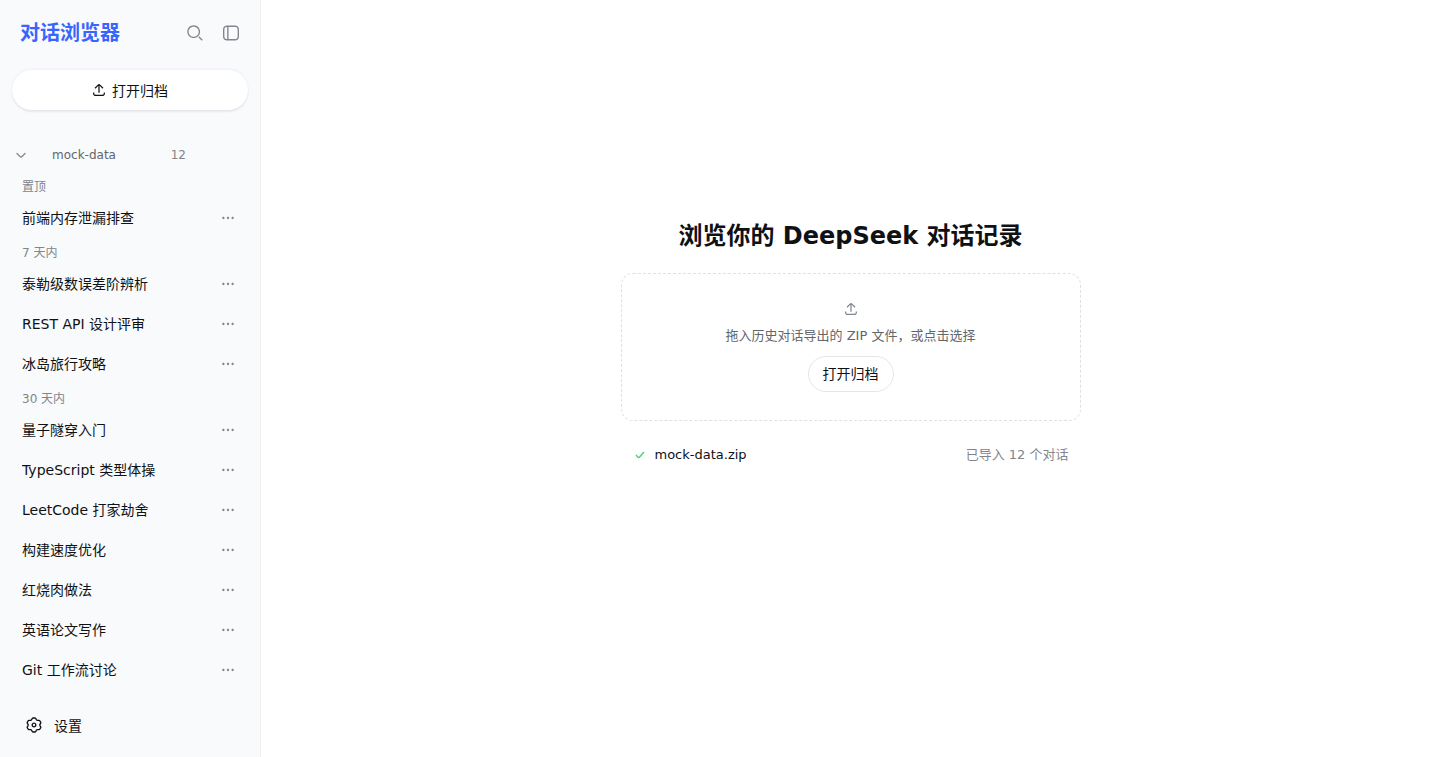 对话浏览器
打开归档
mock-data 12
置顶
前端内存泄漏排查
7 天内
泰勒级数误差阶辨析
REST API 设计评审
冰岛旅行攻略
30 天内
量子隧穿入门
TypeScript 类型体操
LeetCode 打家劫舍
构建速度优化
红烧肉做法
英语论文写作
Git 工作流讨论
设置
浏览你的 DeepSeek 对话记录
拖入历史对话导出的 ZIP 文件，或点击选择
打开归档
mock-data.zip 已导入 12 个对话